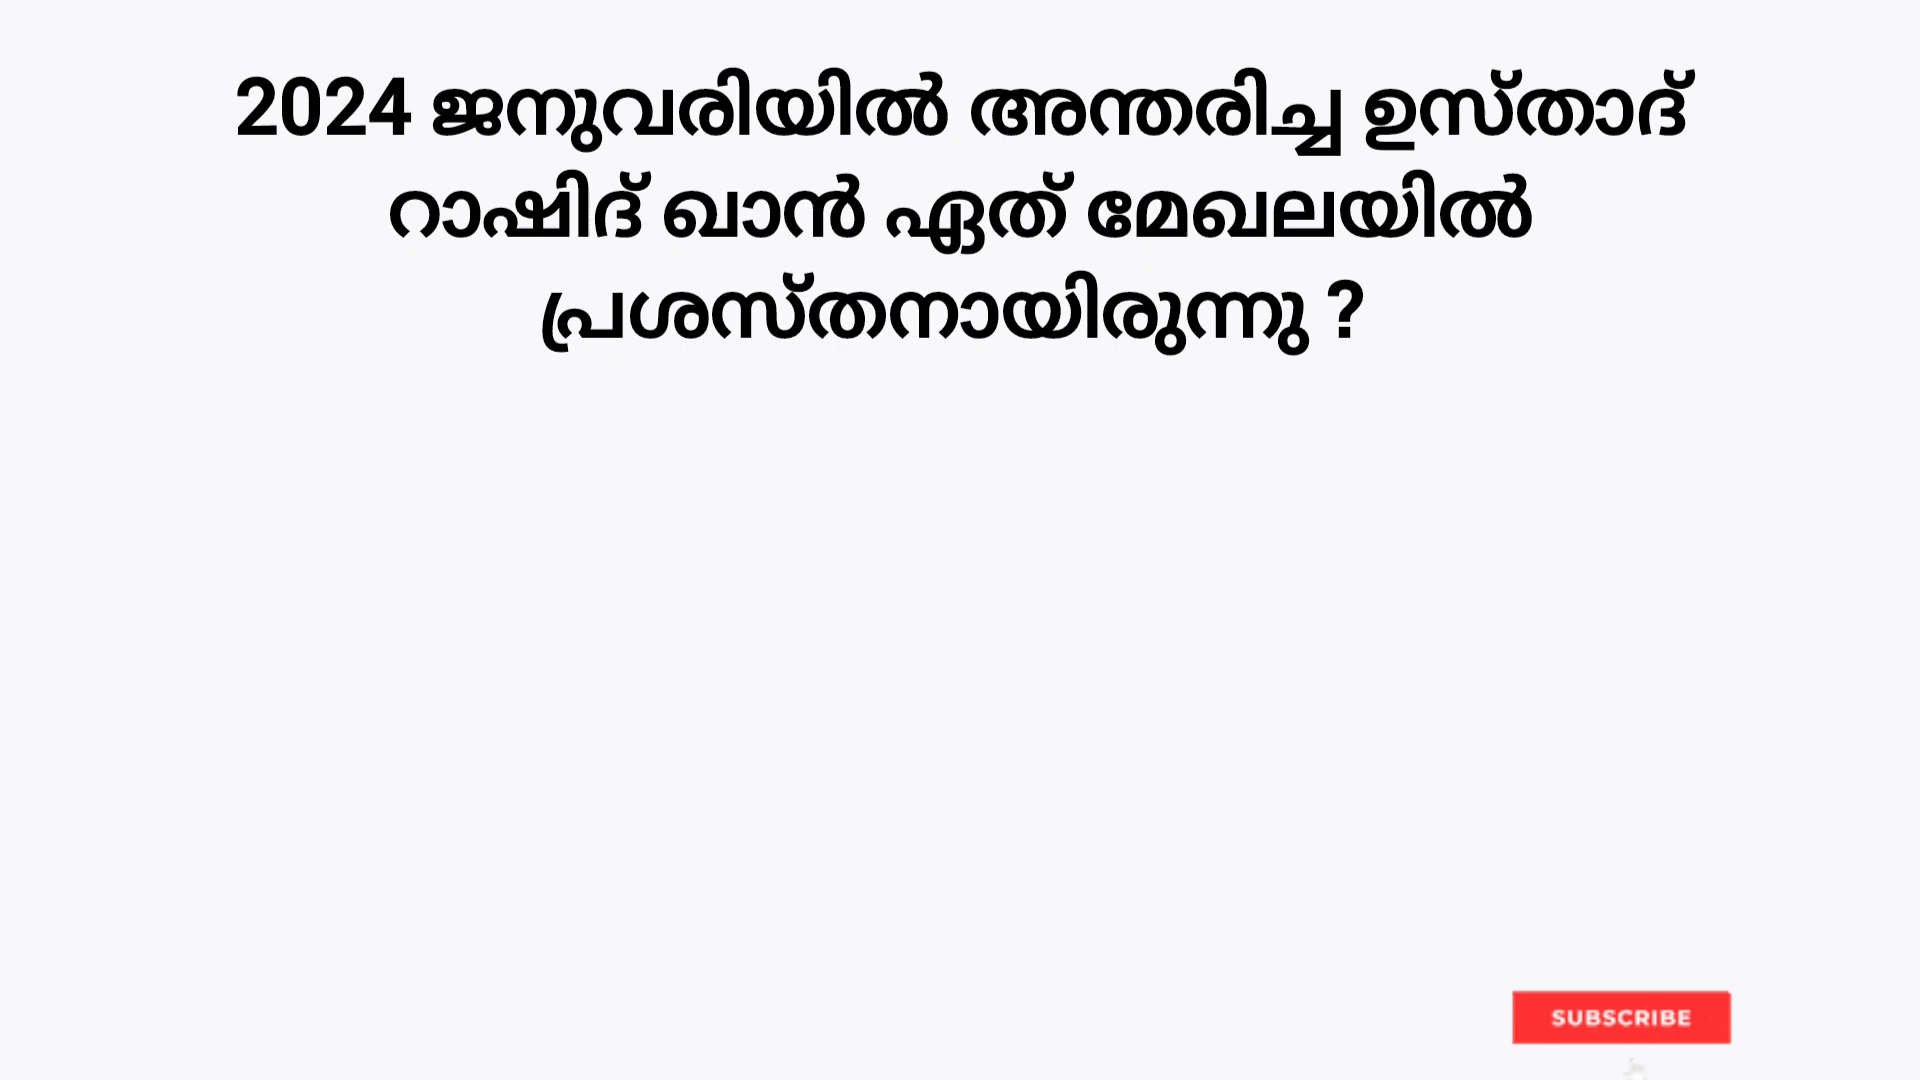 2024 ജനുവരിയിൽ അന്തരിച്ച ഉസ്താദ്
റാഷിദ് ഖാൻ ഏത് മേഖലയിൽ
പ്രശസ്തനായിരുന്നു ?
SUBSCRIBE